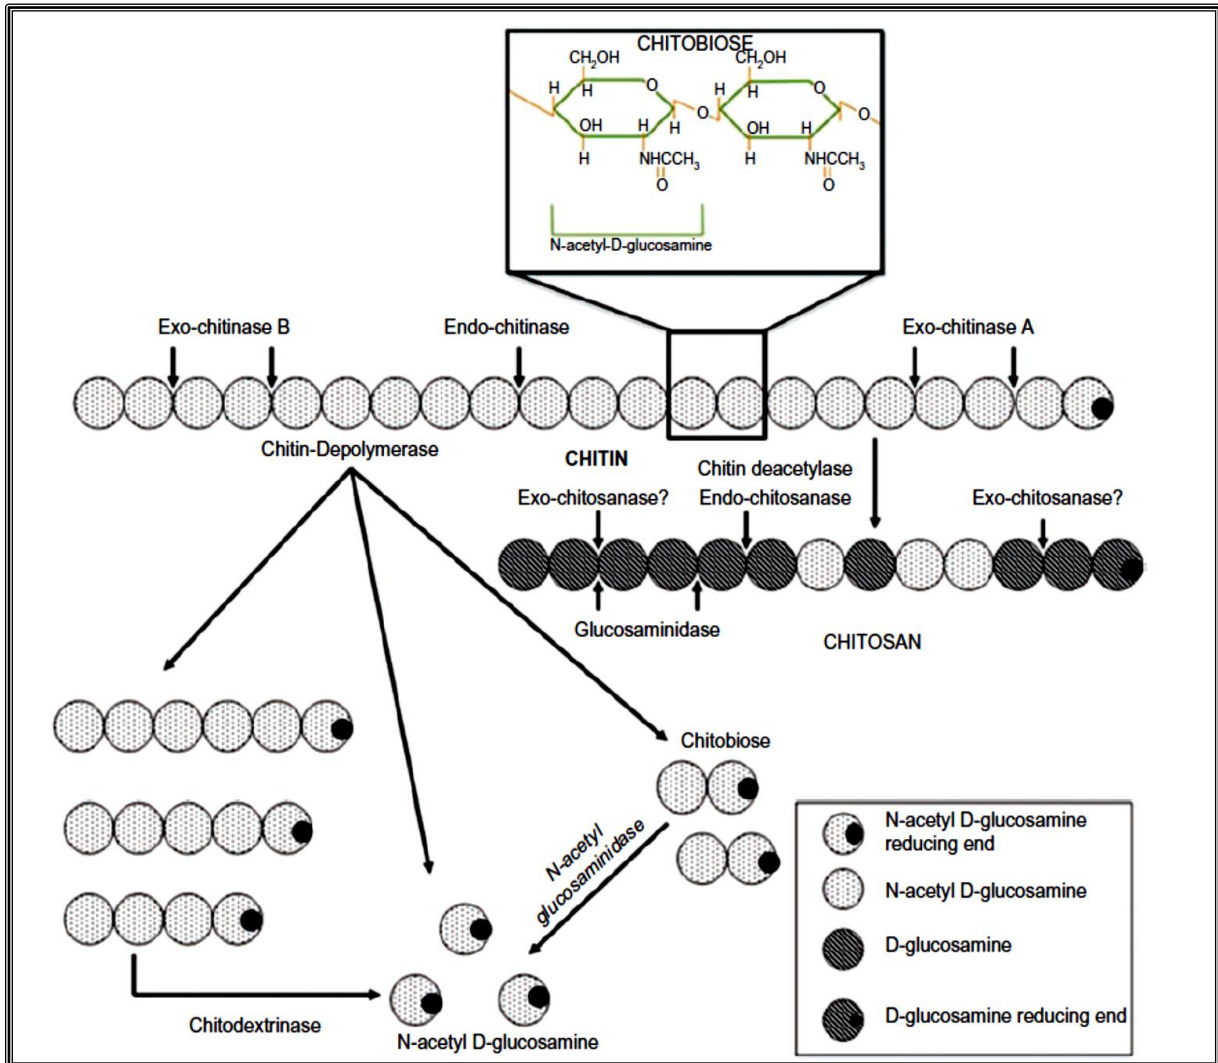 CHITOBIOSE
CH2OH CH2OH
H H O H H O
OH H H O OH H O
H NHCCH3 H NHCCH3
O O
N-acetyl-D-glucosamine
Exo-chitinase B Endo-chitinase Exo-chitinase A
Chitin-Depolymerase
CHITIN
Chitin deacetylase
Exo-chitosanase? Endo-chitosanase Exo-chitosanase?
Glucosaminidase
CHITOSAN
Chitobiose
N-acetyl
glucosaminidase
Chitodextrinase
N-acetyl D-glucosamine
N-acetyl D-glucosamine
reducing end
N-acetyl D-glucosamine
D-glucosamine
D-glucosamine reducing end